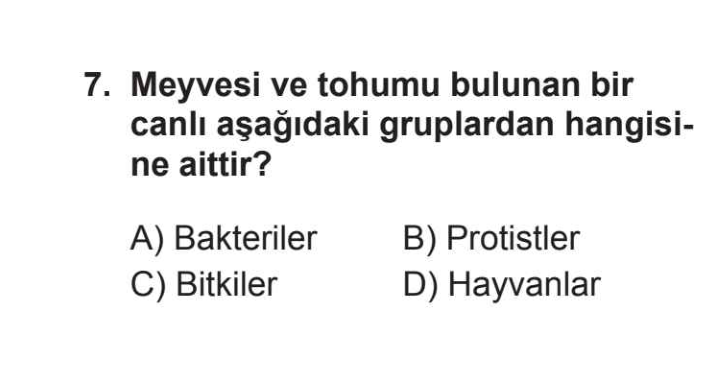 7. Meyvesi ve tohumu bulunan bir
canlı aşağıdaki gruplardan hangisi-
ne aittir?
A) Bakteriler B) Protistler
C) Bitkiler D) Hayvanlar